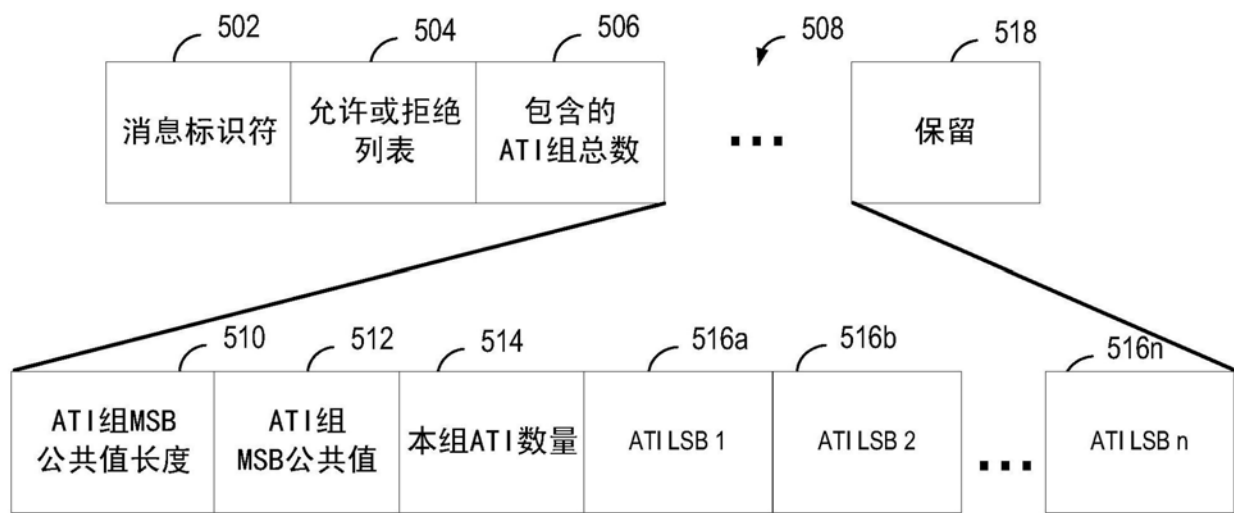 502
504
506
508
518
消息标识符
允许或拒绝
列表
包含的
ATI组总数
...
保留
510
512
514
516a
516b
516n
ATI组MSB
公共值长度
ATI组
MSB公共值
本组ATI数量
ATI LSB 1
ATI LSB 2
...
ATI LSB n